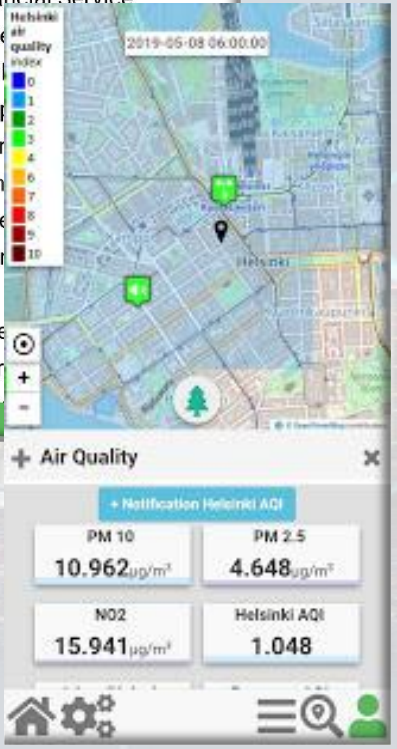 Helsinki
air
quality
index
0
1
2
3
4
6
7
8
9
10
2019-05-08 06:00:00
Helsinki
+
−
+ Air Quality ×
+ Notification Helsinki AQI
PM 10
10.962µg/m³
PM 2.5
4.648µg/m³
NO2
15.941µg/m³
Helsinki AQI
1.048